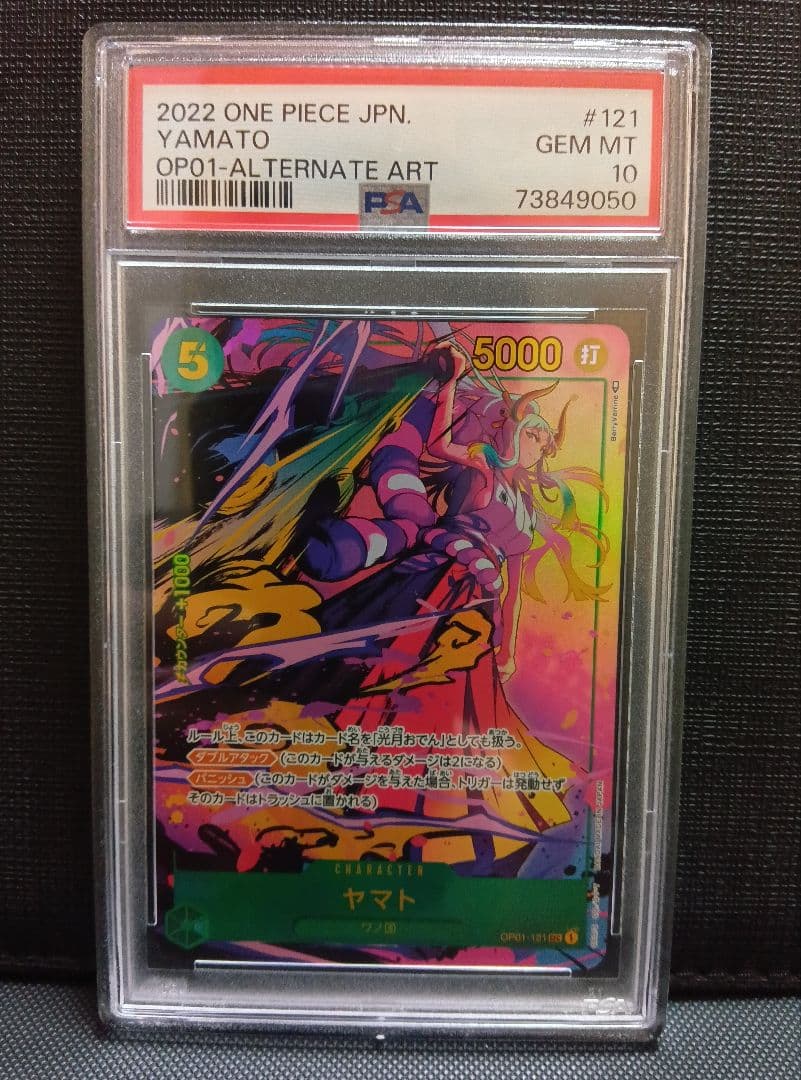 2022 ONE PIECE JPN.
#121
YAMATO
GEM MT
OP01-ALTERNATE ART
10
PSA
73849050
5
5000
打
BerryVerrine
カウンター+1000
ルール上、このカードはカード名を「光月おでん」としても扱う。
ダブルアタック (このカードが与えるダメージは2になる)
バニッシュ (このカードがダメージを与えた場合、トリガーは発動せず
そのカードはトラッシュに置かれる)
CHARACTER
ヤマト
ワノ国
OP01-121 SEC 1